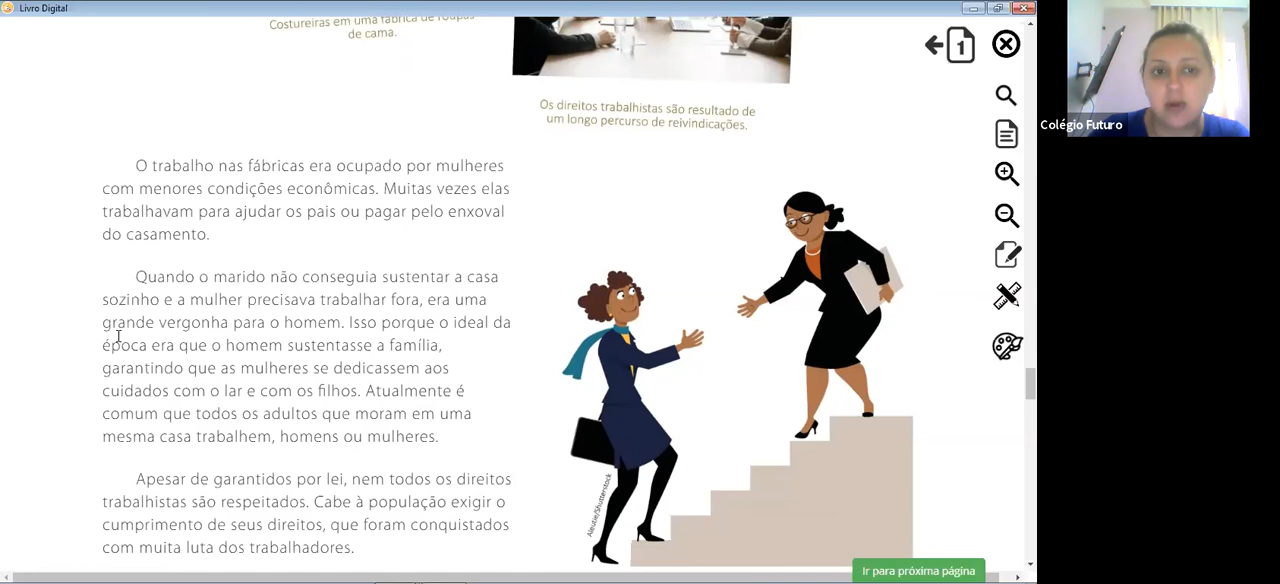 Livro Digital
Costureiras em uma fábrica de roupas
de cama.
1
Os direitos trabalhistas são resultado de
um longo percurso de reivindicações.
Colégio Futuro
O trabalho nas fábricas era ocupado por mulheres
com menores condições econômicas. Muitas vezes elas
trabalhavam para ajudar os pais ou pagar pelo enxoval
do casamento.
Quando o marido não conseguia sustentar a casa
sozinho e a mulher precisava trabalhar fora, era uma
grande vergonha para o homem. Isso porque o ideal da
época era que o homem sustentasse a família,
garantindo que as mulheres se dedicassem aos
cuidados com o lar e com os filhos. Atualmente é
comum que todos os adultos que moram em uma
mesma casa trabalhem, homens ou mulheres.
Apesar de garantidos por lei, nem todos os direitos
trabalhistas são respeitados. Cabe à população exigir o
cumprimento de seus direitos, que foram conquistados
com muita luta dos trabalhadores.
Aleutie/Shutterstock
Ir para próxima página